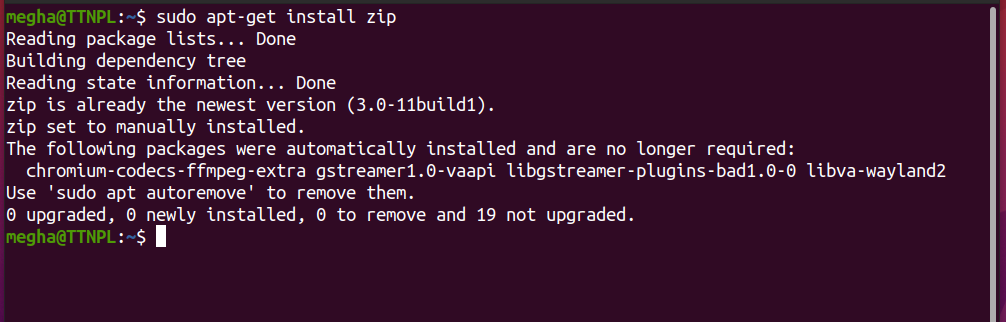 megha@TTNPL:~$ sudo apt-get install zip
Reading package lists... Done
Building dependency tree
Reading state information... Done
zip is already the newest version (3.0-11build1).
zip set to manually installed.
The following packages were automatically installed and are no longer required:
  chromium-codecs-ffmpeg-extra gstreamer1.0-vaapi libgstreamer-plugins-bad1.0-0 libva-wayland2
Use 'sudo apt autoremove' to remove them.
0 upgraded, 0 newly installed, 0 to remove and 19 not upgraded.
megha@TTNPL:~$